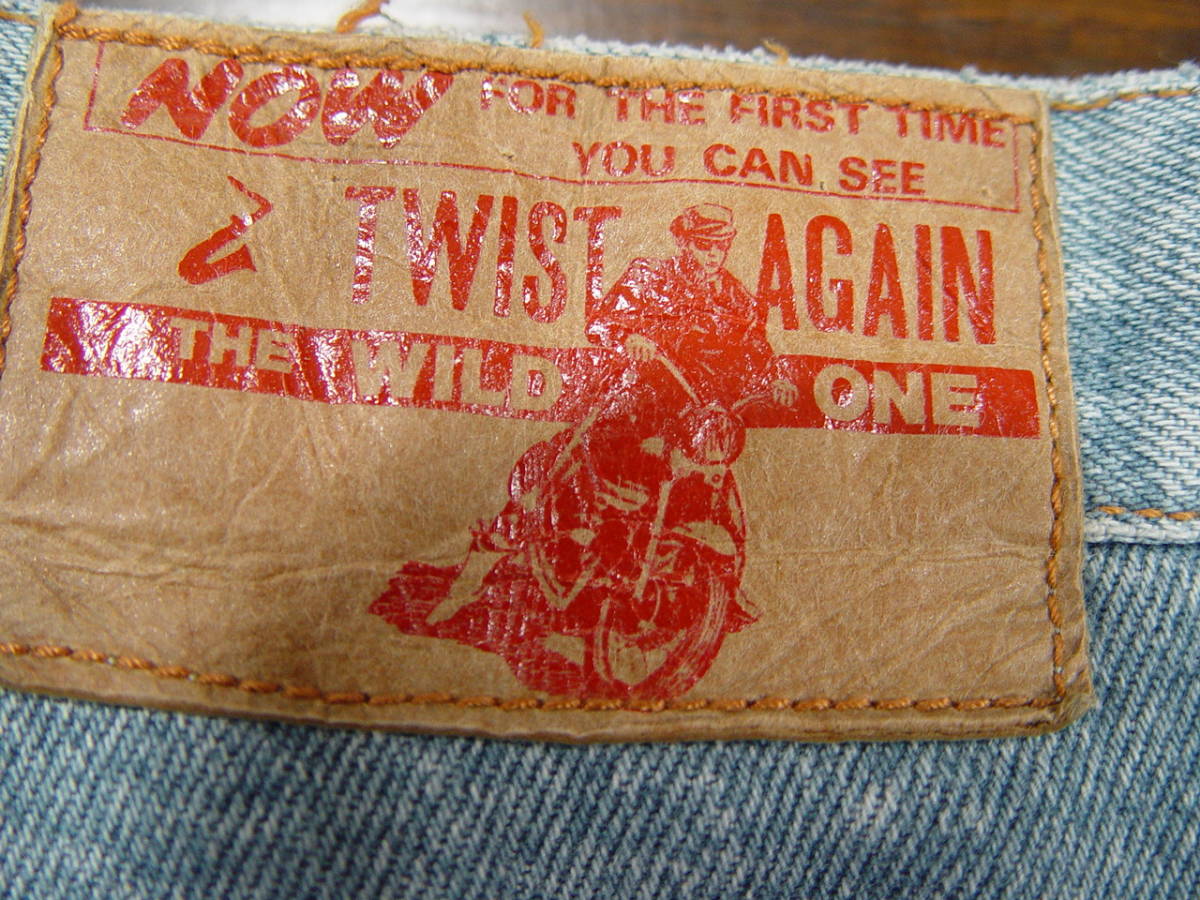 NOW FOR THE FIRST TIME
YOU CAN SEE
TWIST AGAIN
THE WILD ONE